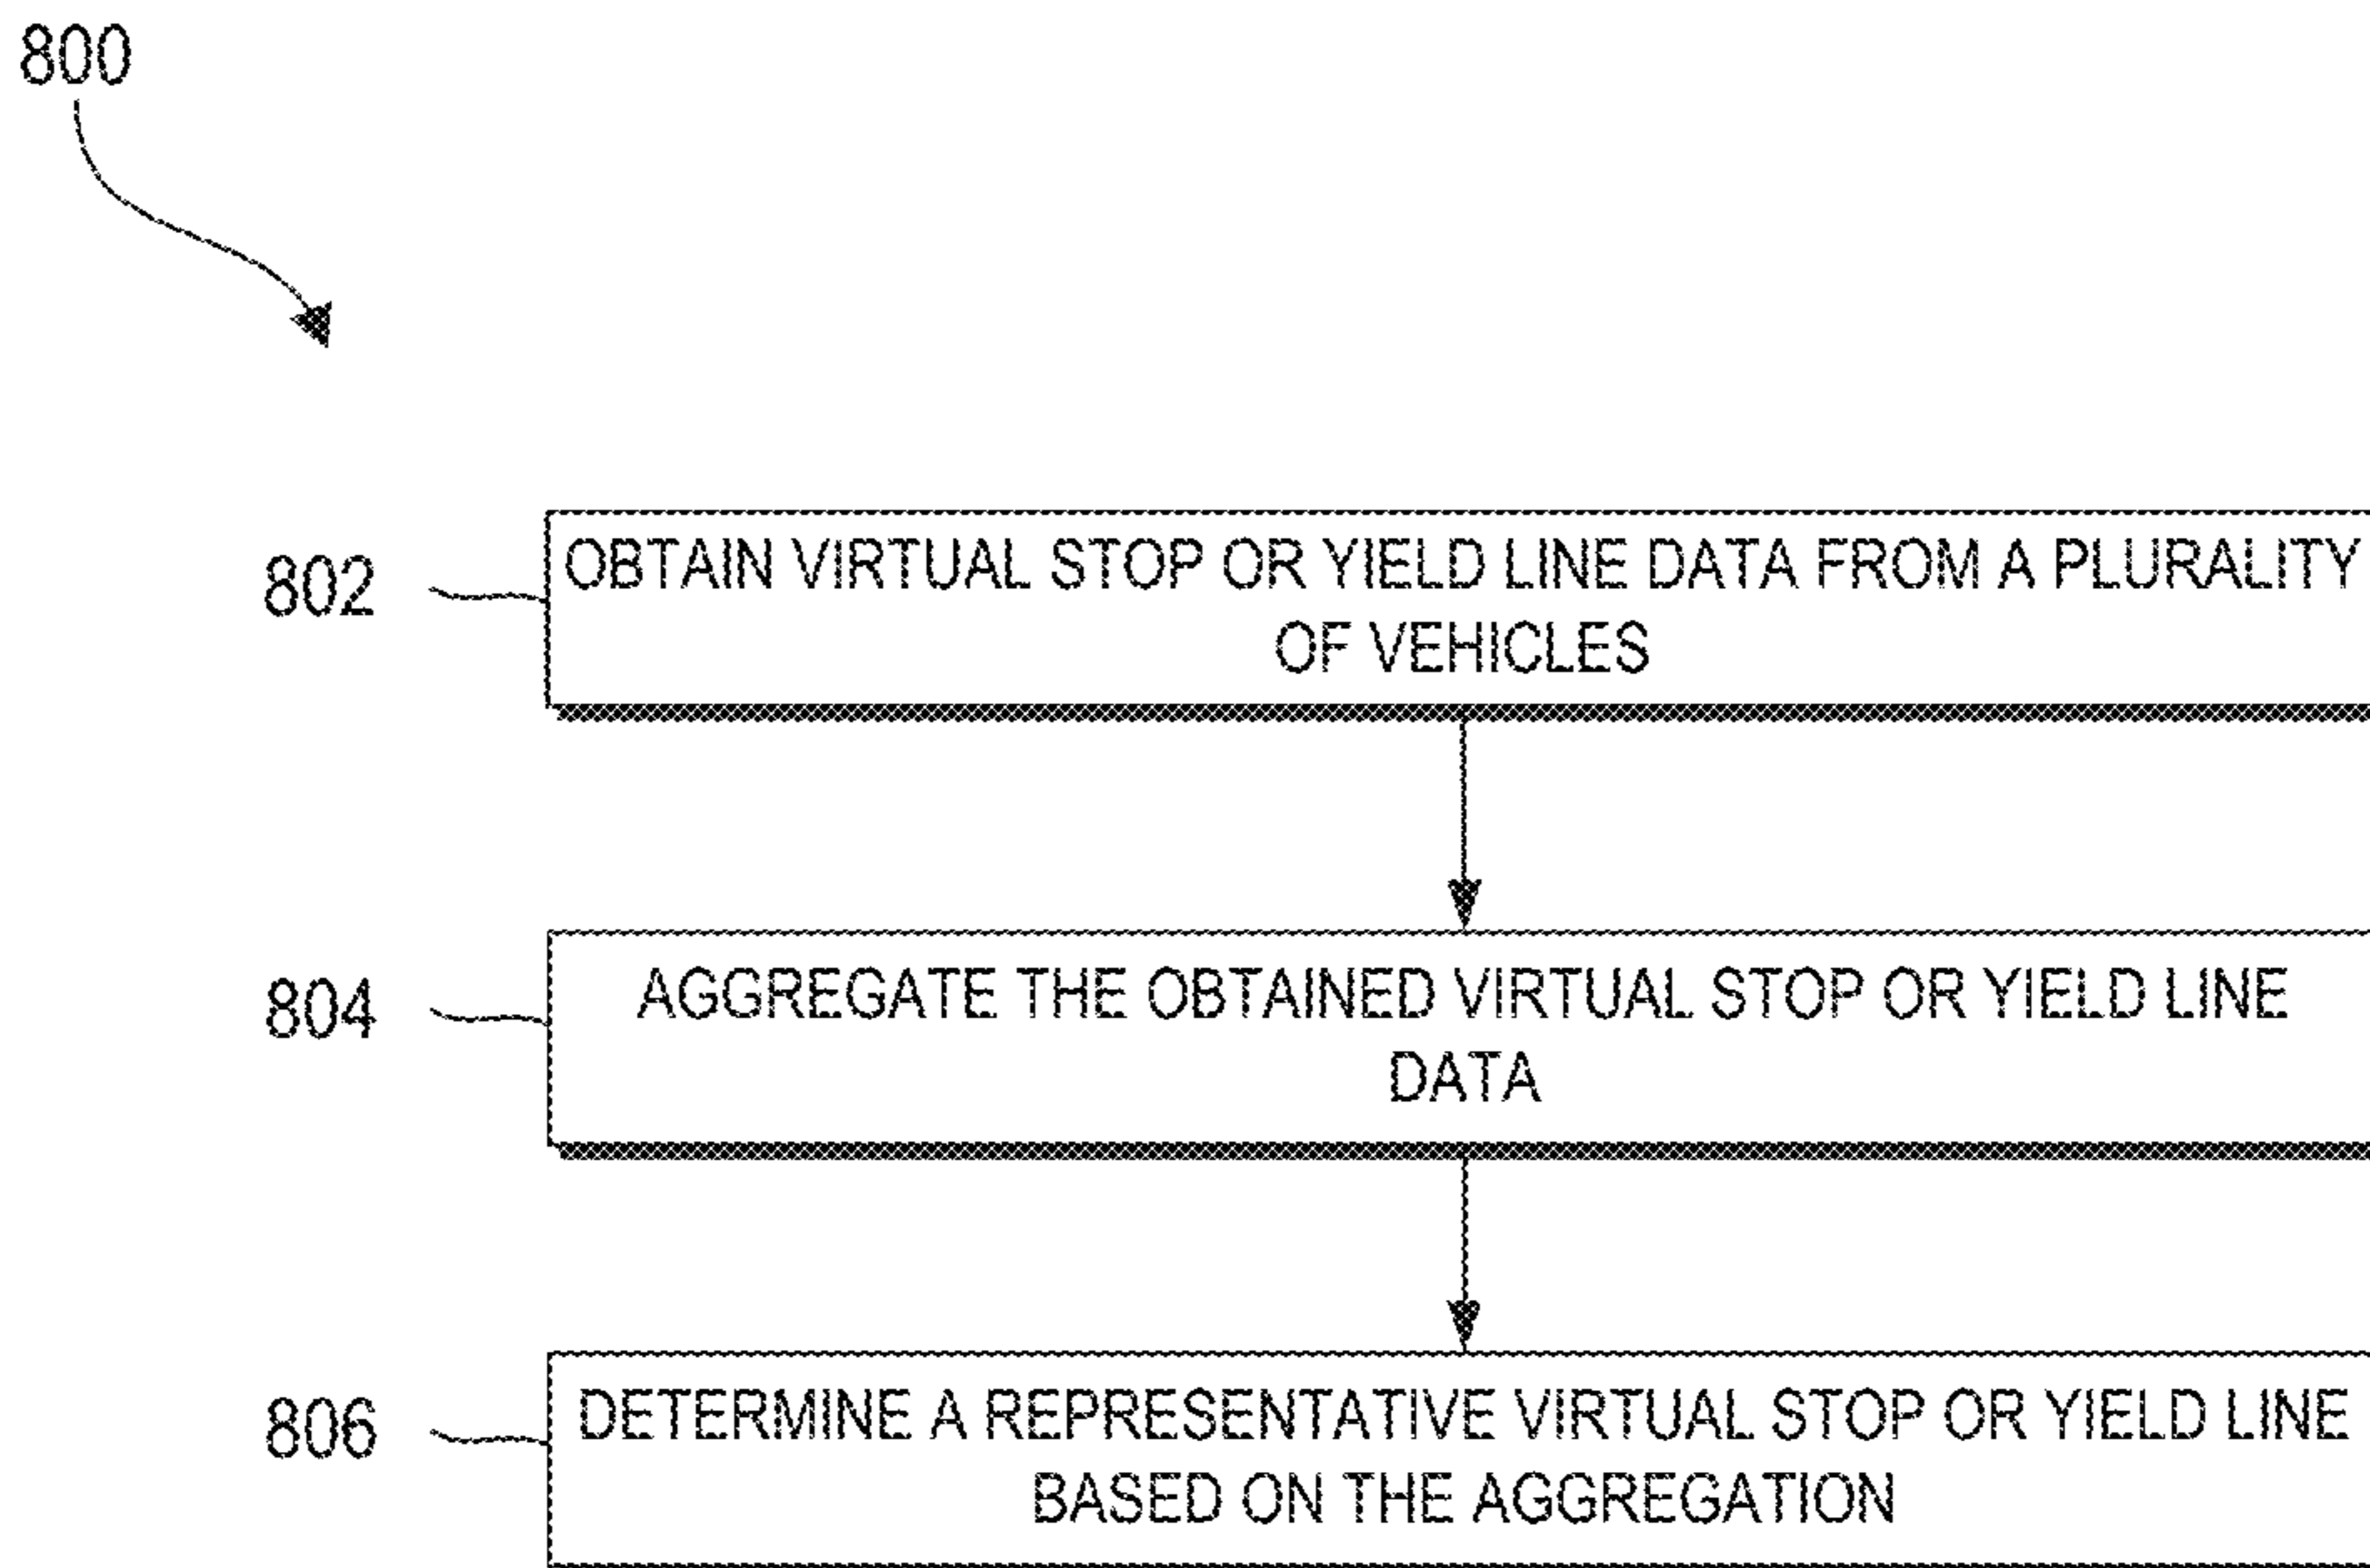 800
802
OBTAIN VIRTUAL STOP OR YIELD LINE DATA FROM A PLURALITY
OF VEHICLES
804
AGGREGATE THE OBTAINED VIRTUAL STOP OR YIELD LINE
DATA
806
DETERMINE A REPRESENTATIVE VIRTUAL STOP OR YIELD LINE
BASED ON THE AGGREGATION